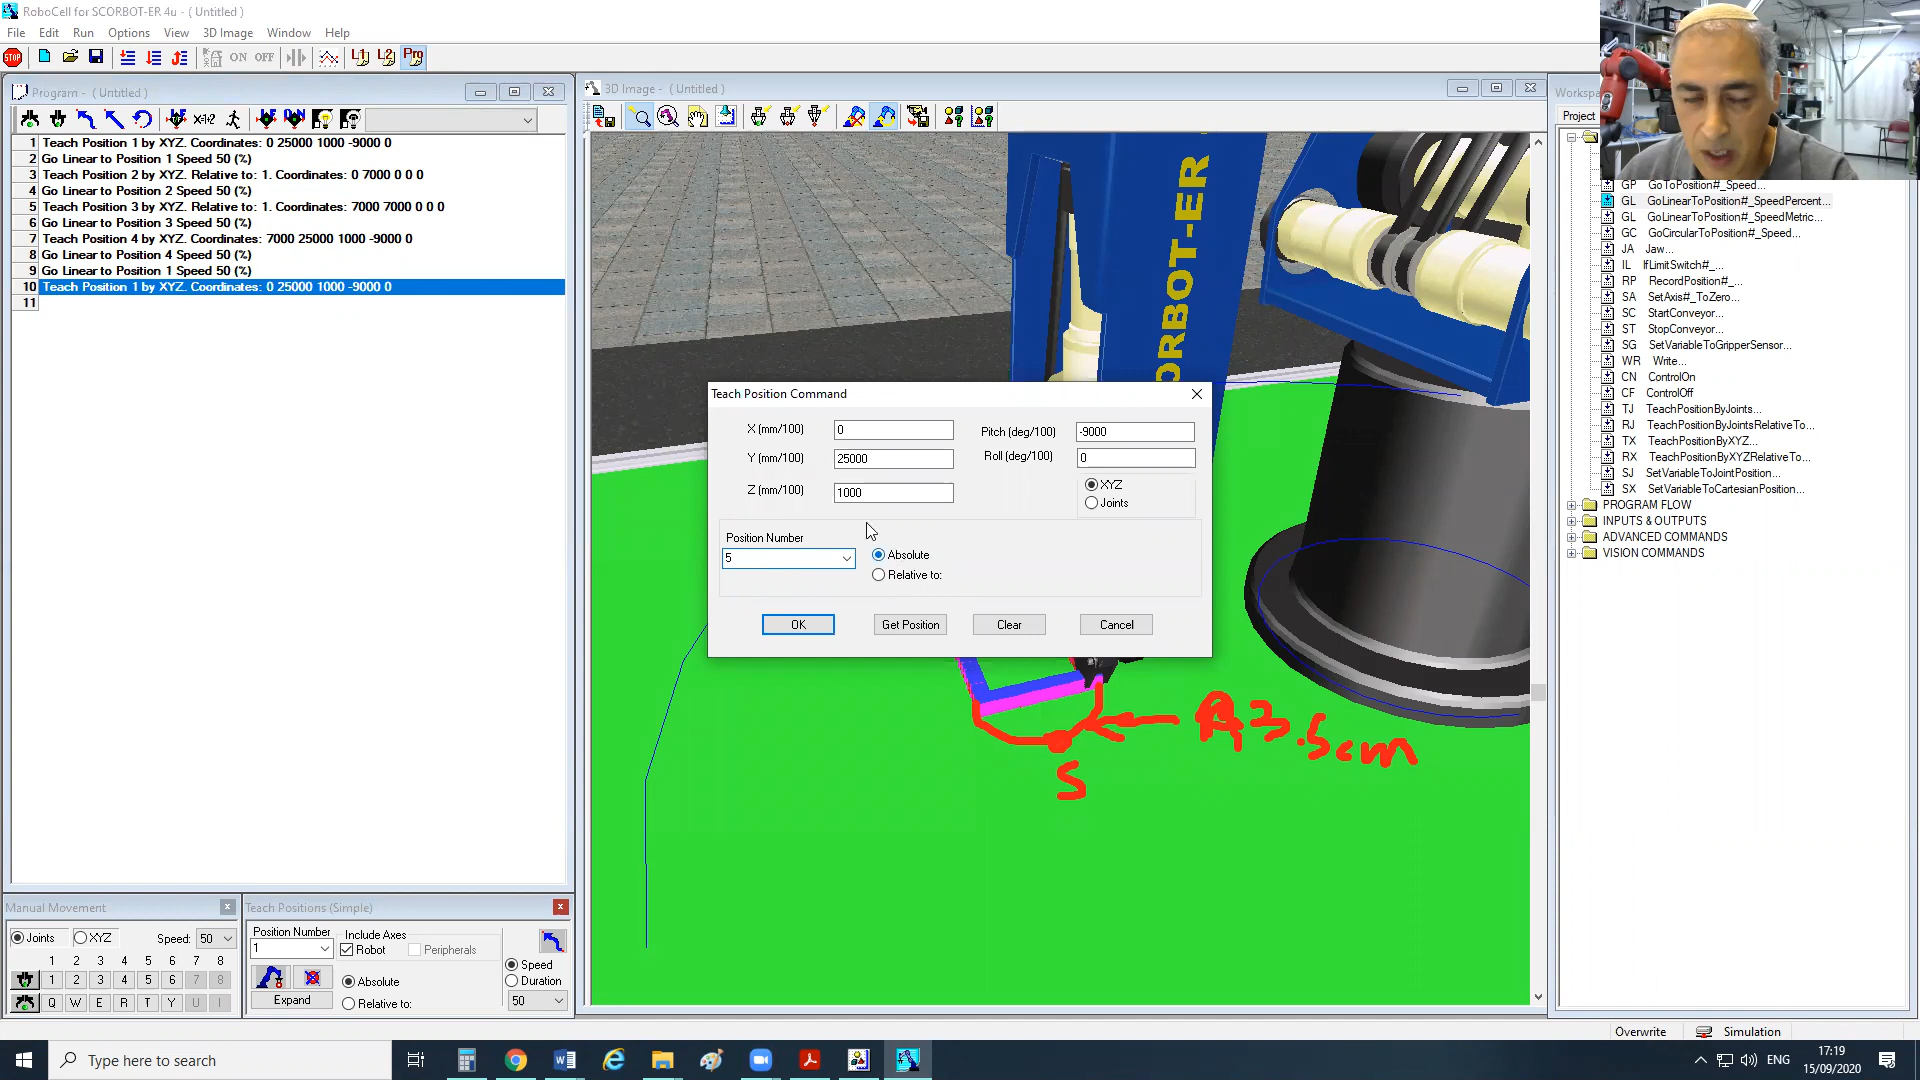 RoboCell for SCORBOT-ER 4u - ( Untitled )
File Edit Run Options View 3D Image Window Help
STOP ON OFF L1 L2 Prg
Program - ( Untitled )
1 Teach Position 1 by XYZ. Coordinates: 0 25000 1000 -9000 0
2 Go Linear to Position 1 Speed 50 (%)
3 Teach Position 2 by XYZ. Relative to: 1. Coordinates: 0 7000 0 0 0
4 Go Linear to Position 2 Speed 50 (%)
5 Teach Position 3 by XYZ. Relative to: 1. Coordinates: 7000 7000 0 0 0
6 Go Linear to Position 3 Speed 50 (%)
7 Teach Position 4 by XYZ. Coordinates: 7000 25000 1000 -9000 0
8 Go Linear to Position 4 Speed 50 (%)
9 Go Linear to Position 1 Speed 50 (%)
10 Teach Position 1 by XYZ. Coordinates: 0 25000 1000 -9000 0
11
3D Image - ( Untitled )
SCORBOT-ER
ORBOT-ER
Teach Position Command
X (mm/100) 0 Pitch (deg/100) -9000
Y (mm/100) 25000 Roll (deg/100) 0
Z (mm/100) 1000 XYZ
Joints
Position Number
5 Absolute
Relative to:
OK Get Position Clear Cancel
3.5cm
5
Workspa
Project
GP GoToPosition#_Speed...
GL GoLinearToPosition#_SpeedPercent...
GL GoLinearToPosition#_SpeedMetric...
GC GoCircularToPosition#_Speed...
JA Jaw...
IL IfLimitSwitch#_...
RP RecordPosition#_...
SA SetAxis#_ToZero...
SC StartConveyor...
ST StopConveyor...
SG SetVariableToGripperSensor...
WR Write...
CN ControlOn
CF ControlOff
TJ TeachPositionByJoints...
RJ TeachPositionByJointsRelativeTo...
TX TeachPositionByXYZ...
RX TeachPositionByXYZRelativeTo...
SJ SetVariableToJointPosition...
SX SetVariableToCartesianPosition...
PROGRAM FLOW
INPUTS & OUTPUTS
ADVANCED COMMANDS
VISION COMMANDS
Manual Movement
Joints XYZ Speed: 50
1 2 3 4 5 6 7 8
1 2 3 4 5 6 7 8
Q W E R T Y U I
Teach Positions (Simple)
Position Number Include Axes
1 Robot Peripherals
Absolute
Expand Relative to:
Speed
Duration
50
Overwrite Simulation
Type here to search
ENG
17:19
15/09/2020